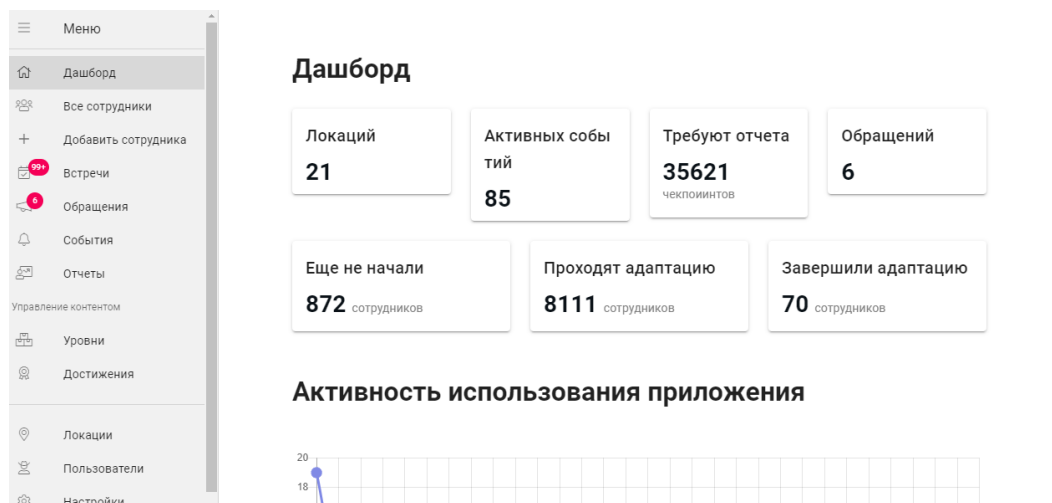 Меню
Дашборд
Все сотрудники
Добавить сотрудника
99+
Встречи
6
Обращения
События
Отчеты
Управление контентом
Уровни
Достижения
Локации
Пользователи
Настройки
Дашборд
Локаций
21
Активных собы
тий
85
Требуют отчета
35621
чекпоиинтов
Обращений
6
Еще не начали
872 сотрудников
Проходят адаптацию
8111 сотрудников
Завершили адаптацию
70 сотрудников
Активность использования приложения
20
18